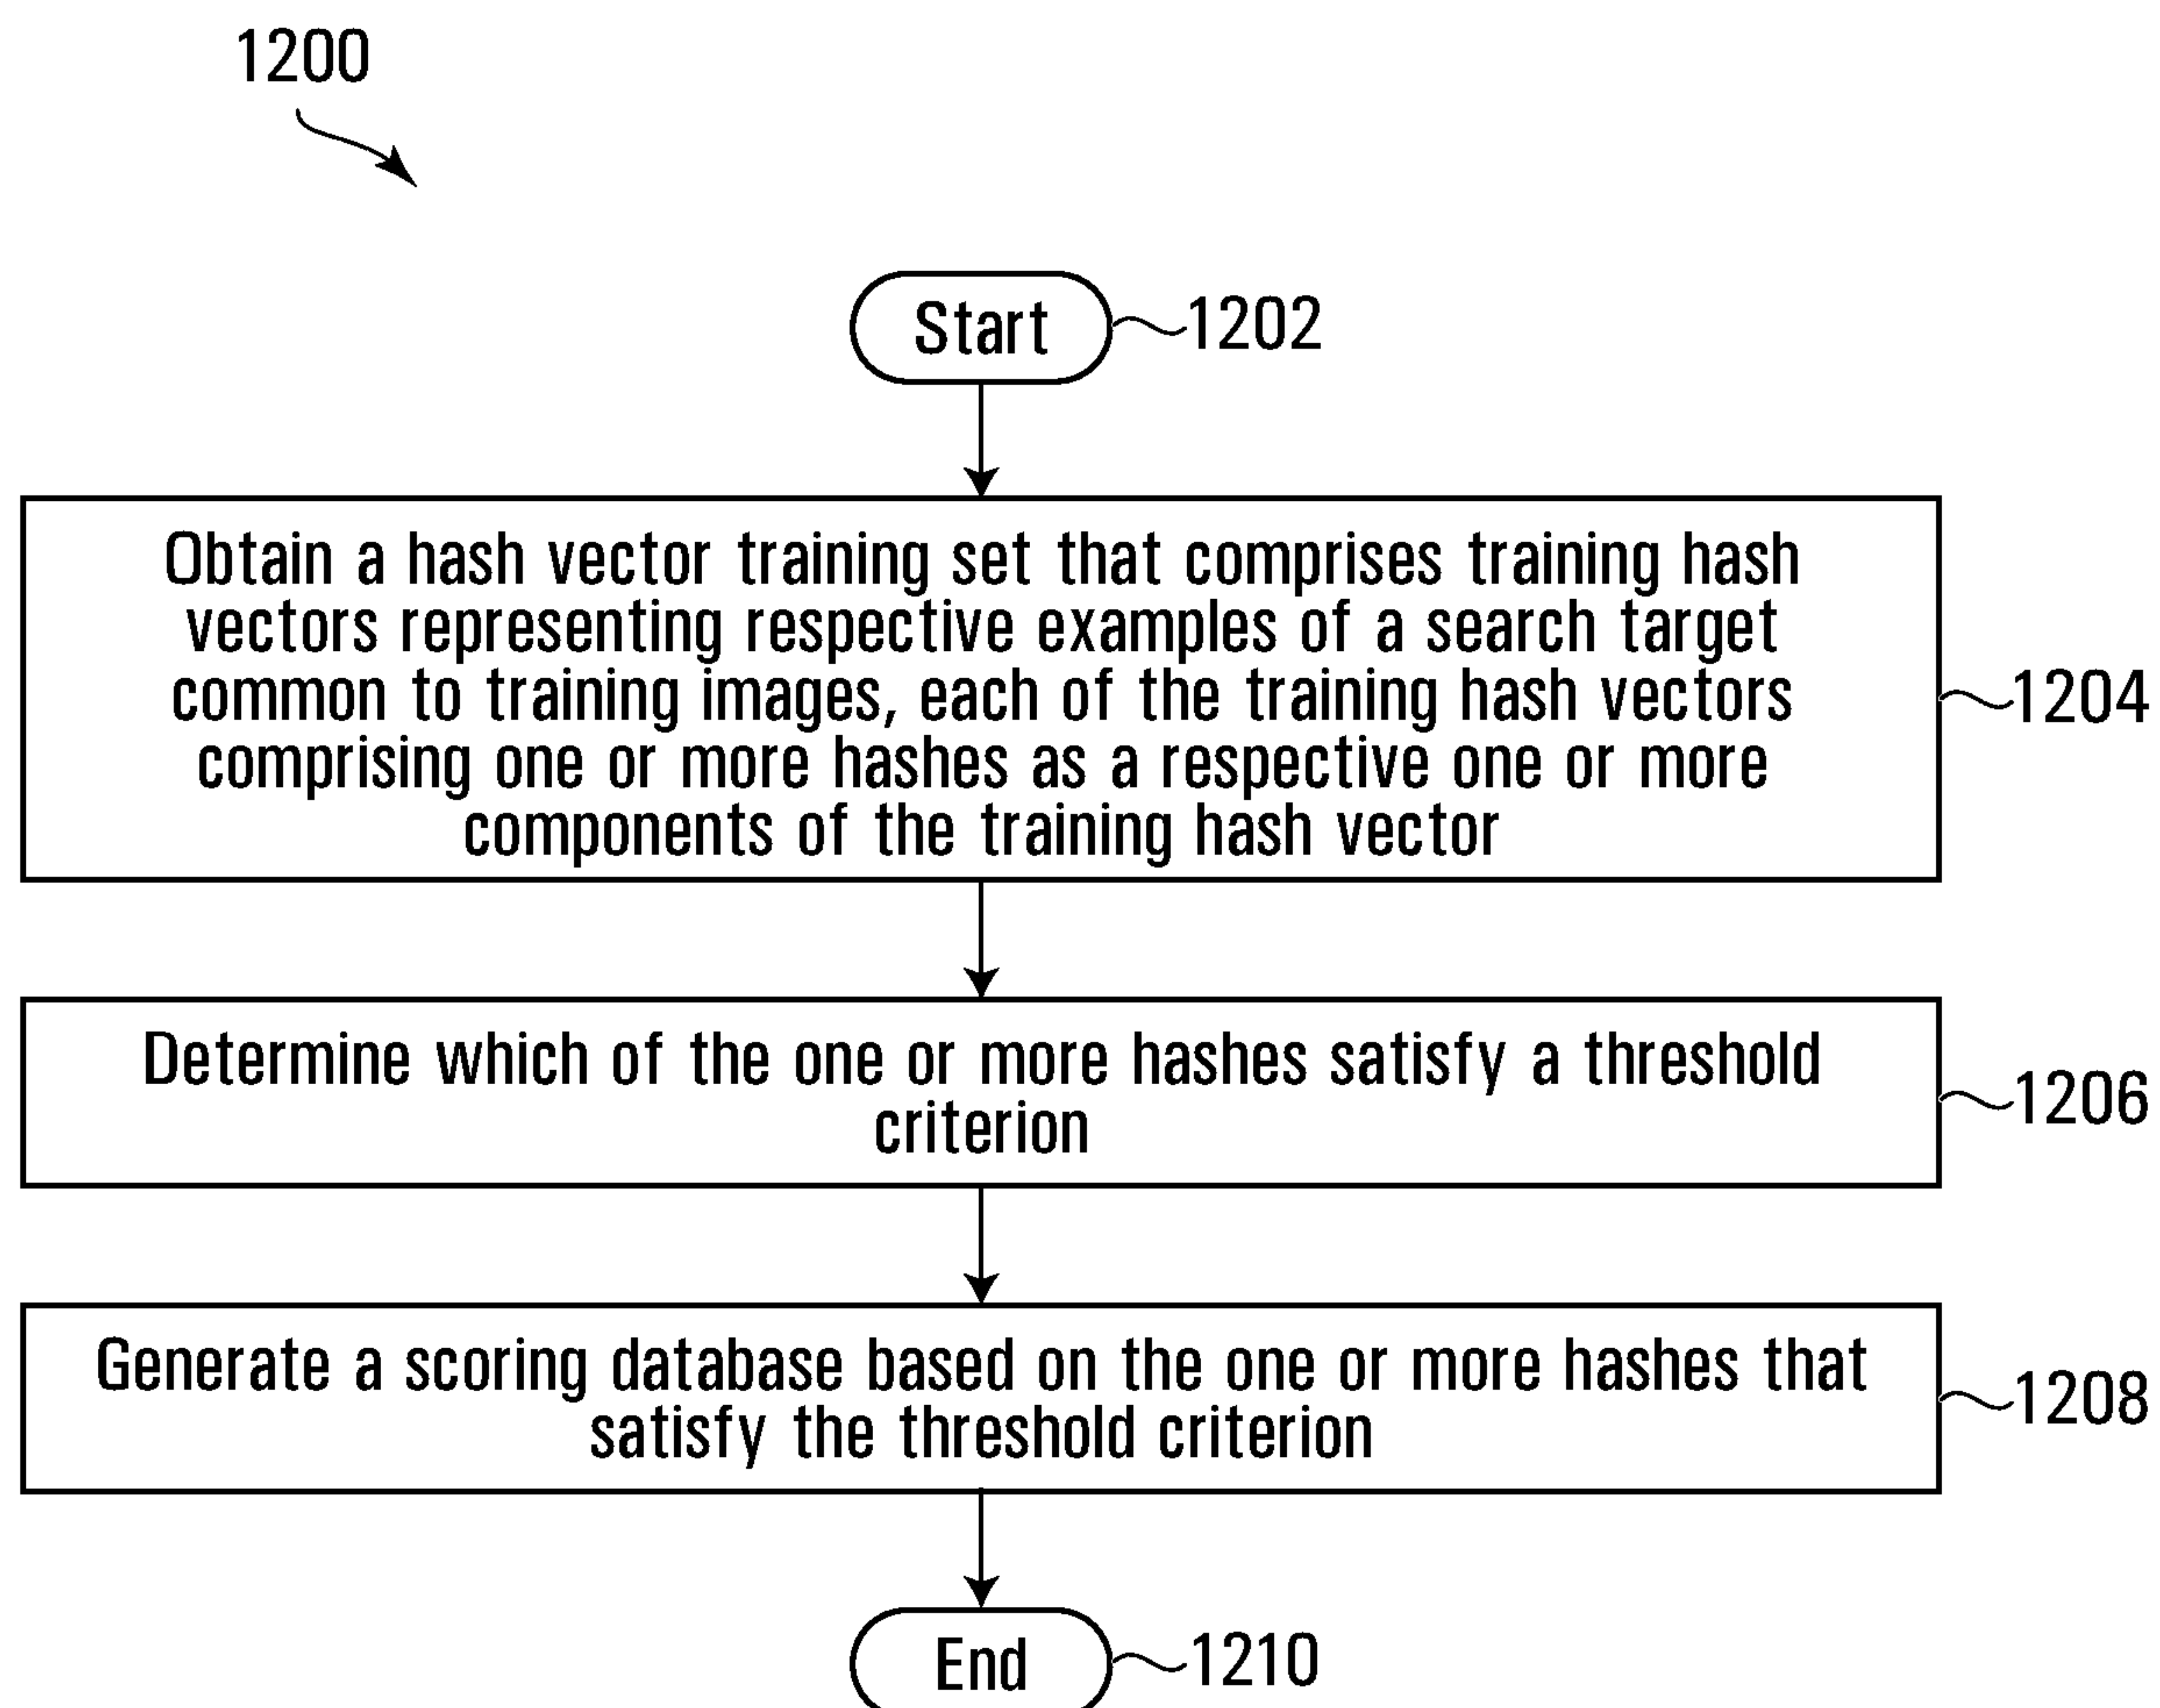 1200
Start
1202
Obtain a hash vector training set that comprises training hash
vectors representing respective examples of a search target
common to training images, each of the training hash vectors
comprising one or more hashes as a respective one or more
components of the training hash vector
1204
Determine which of the one or more hashes satisfy a threshold
criterion
1206
Generate a scoring database based on the one or more hashes that
satisfy the threshold criterion
1208
End
1210